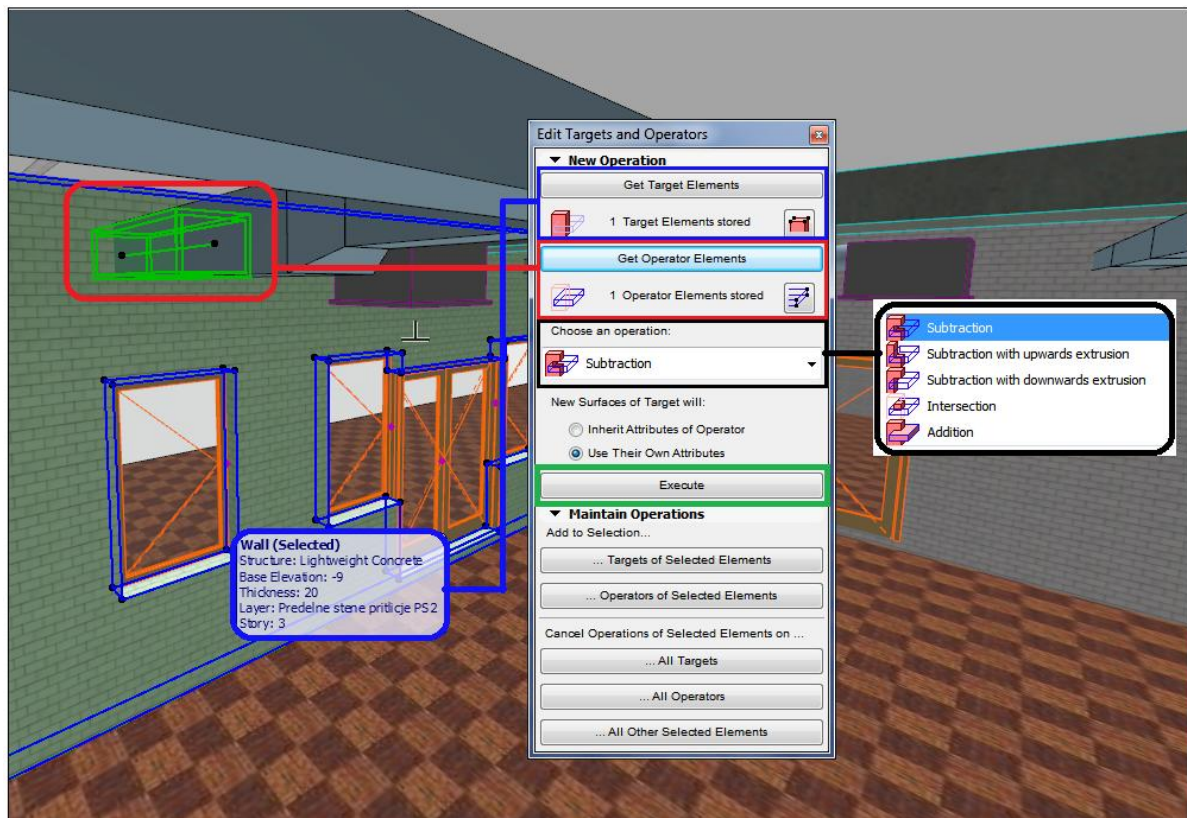 Edit Targets and Operators
New Operation
Get Target Elements
1 Target Elements stored
Get Operator Elements
1 Operator Elements stored
Choose an operation:
Subtraction
New Surfaces of Target will:
Inherit Attributes of Operator
Use Their Own Attributes
Execute
Maintain Operations
Add to Selection...
... Targets of Selected Elements
... Operators of Selected Elements
Cancel Operations of Selected Elements on ...
... All Targets
... All Operators
... All Other Selected Elements
Subtraction
Subtraction with upwards extrusion
Subtraction with downwards extrusion
Intersection
Addition
Wall (Selected)
Structure: Lightweight Concrete
Base Elevation: -9
Thickness: 20
Layer: Predelne stene pritlicje PS2
Story: 3